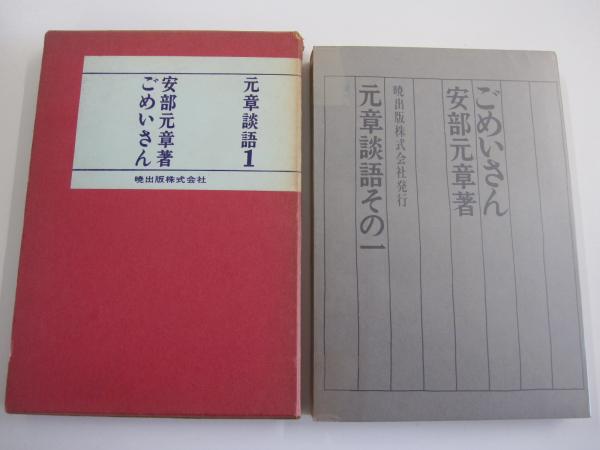 元章談語1
安部元章著
ごめいさん
暁出版株式会社
ごめいさん
安部元章著
暁出版株式会社発行
元章談語その一